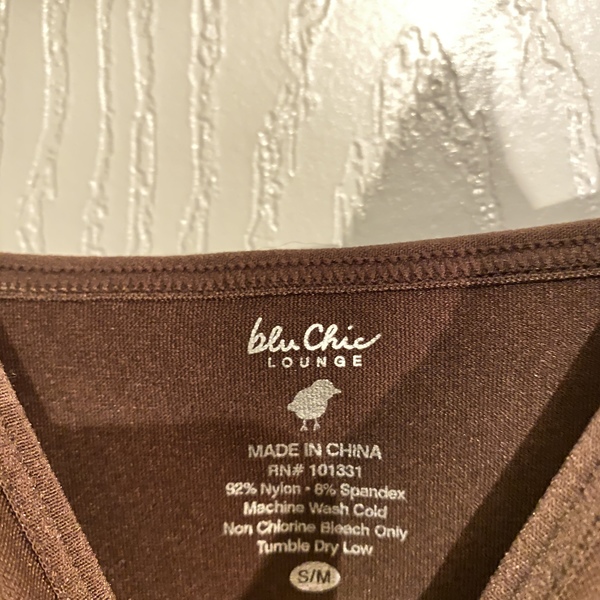 blu Chic
LOUNGE
MADE IN CHINA
RN# 101331
92% Nylon • 8% Spandex
Machine Wash Cold
Non Chlorine Bleach Only
Tumble Dry Low
S/M